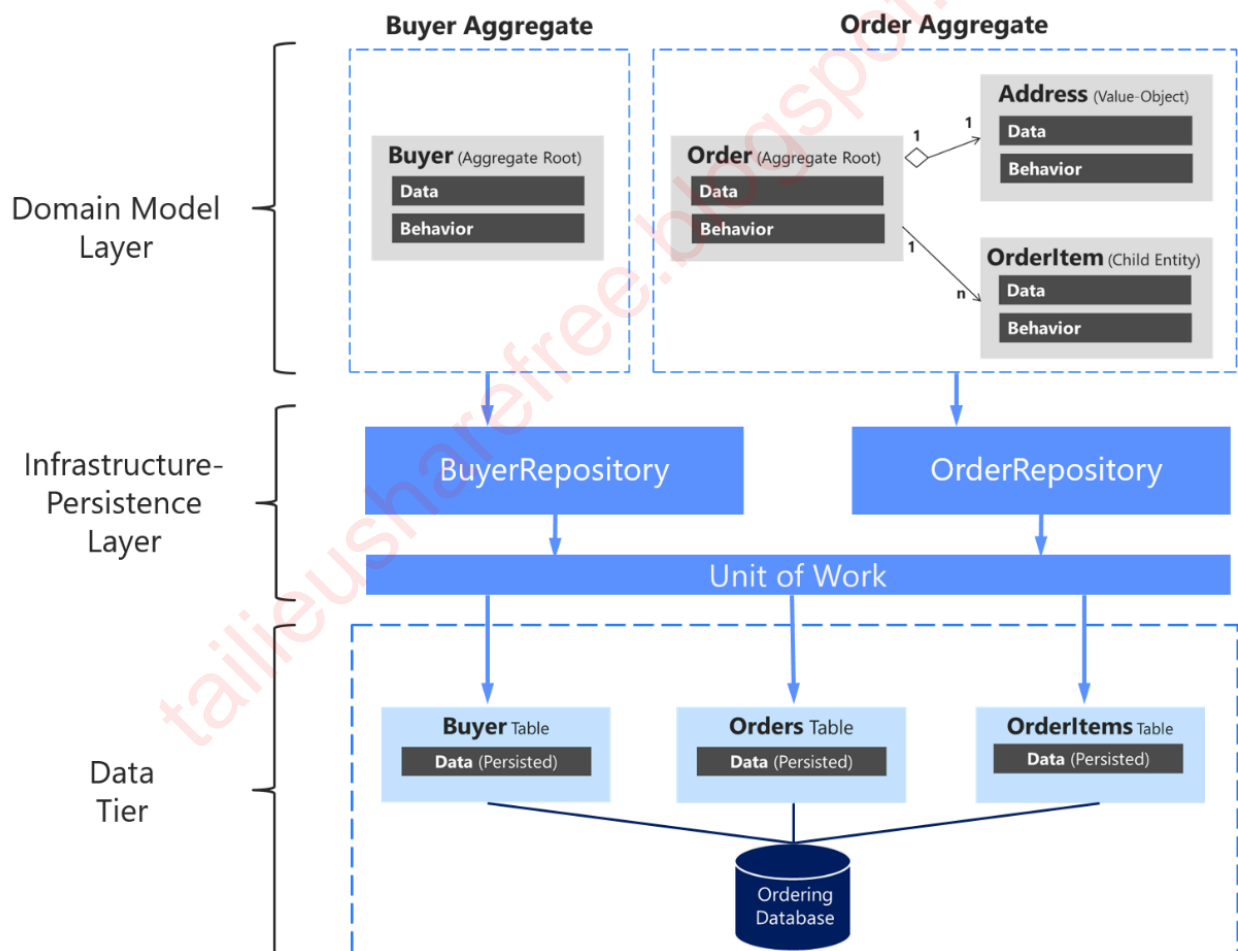 Buyer Aggregate
Order Aggregate
Domain Model
Layer
Buyer (Aggregate Root)
Data
Behavior
Order (Aggregate Root)
Data
Behavior
1
1
Address (Value-Object)
Data
Behavior
1
n
OrderItem (Child Entity)
Data
Behavior
Infrastructure-
Persistence
Layer
BuyerRepository
OrderRepository
Unit of Work
Data
Tier
Buyer Table
Data (Persisted)
Orders Table
Data (Persisted)
OrderItems Table
Data (Persisted)
Ordering
Database
tailieusharefree.blogspot.